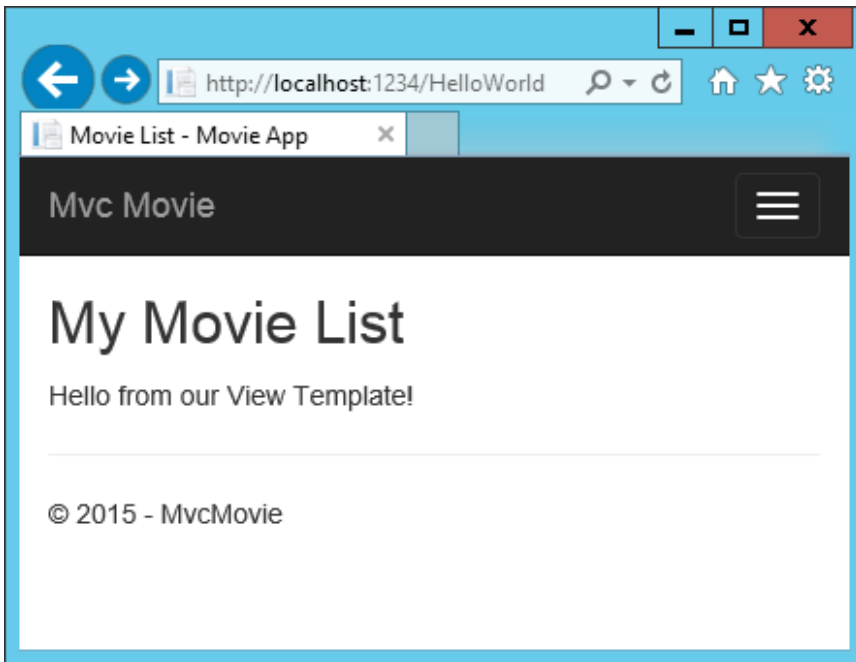 http://localhost:1234/HelloWorld
Movie List - Movie App
Mvc Movie
My Movie List
Hello from our View Template!
© 2015 - MvcMovie